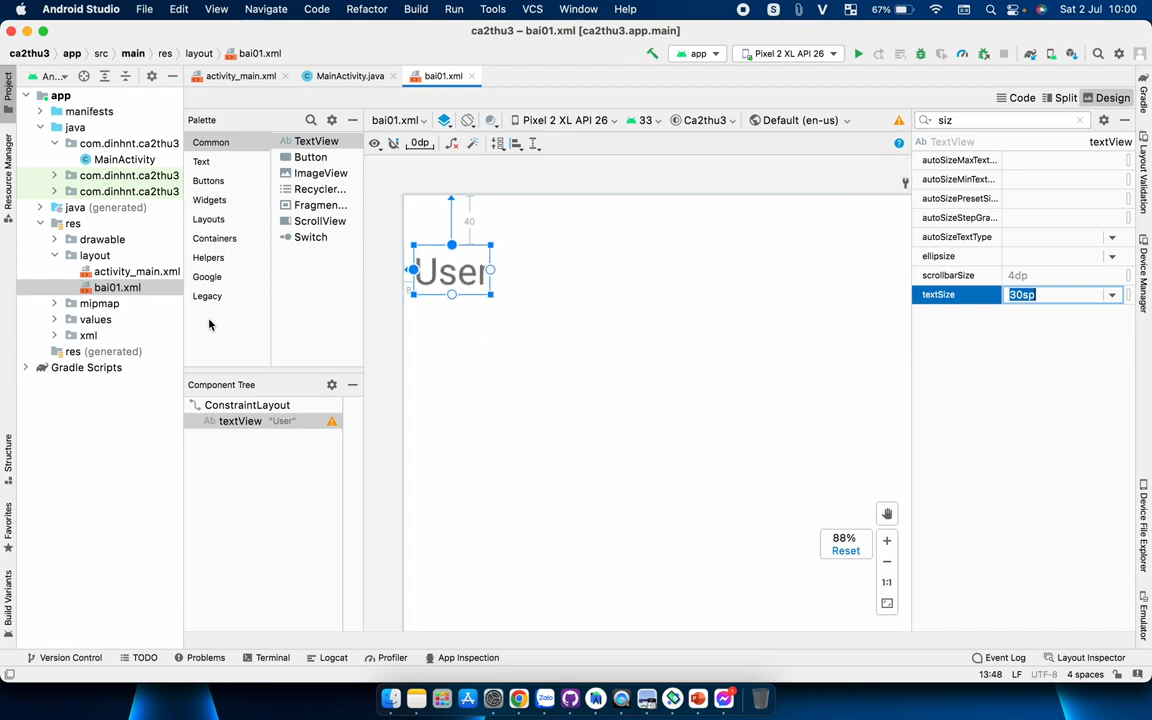 Android Studio File Edit View Navigate Code Refactor Build Run Tools VCS Window Help 67% Sat 2 Jul 10:00
ca2thu3 – bai01.xml [ca2thu3.app.main]
ca2thu3 app src main res layout bai01.xml app Pixel 2 XL API 26
An... activity_main.xml MainActivity.java bai01.xml
Code Split Design
app
manifests
java
com.dinhnt.ca2thu3
MainActivity
com.dinhnt.ca2thu3
com.dinhnt.ca2thu3
java (generated)
res
drawable
layout
activity_main.xml
bai01.xml
mipmap
values
xml
res (generated)
Gradle Scripts
Palette
Common
Text
Buttons
Widgets
Layouts
Containers
Helpers
Google
Legacy
Ab TextView
Button
ImageView
Recycler...
Fragmen...
ScrollView
Switch
Component Tree
ConstraintLayout
Ab textView "User"
bai01.xml Pixel 2 XL API 26 33 Ca2thu3 Default (en-us)
0dp
40
User
8
88%
Reset
1:1
siz
Ab TextView textView
autoSizeMaxText...
autoSizeMinText...
autoSizePresetSi...
autoSizeStepGra...
autoSizeTextType
ellipsize
scrollbarSize 4dp
textSize 30sp
Project
Resource Manager
Structure
Favorites
Build Variants
Gradle
Layout Validation
Device Manager
Device File Explorer
Emulator
Version Control TODO Problems Terminal Logcat Profiler App Inspection Event Log Layout Inspector
13:48 LF UTF-8 4 spaces
Zalo